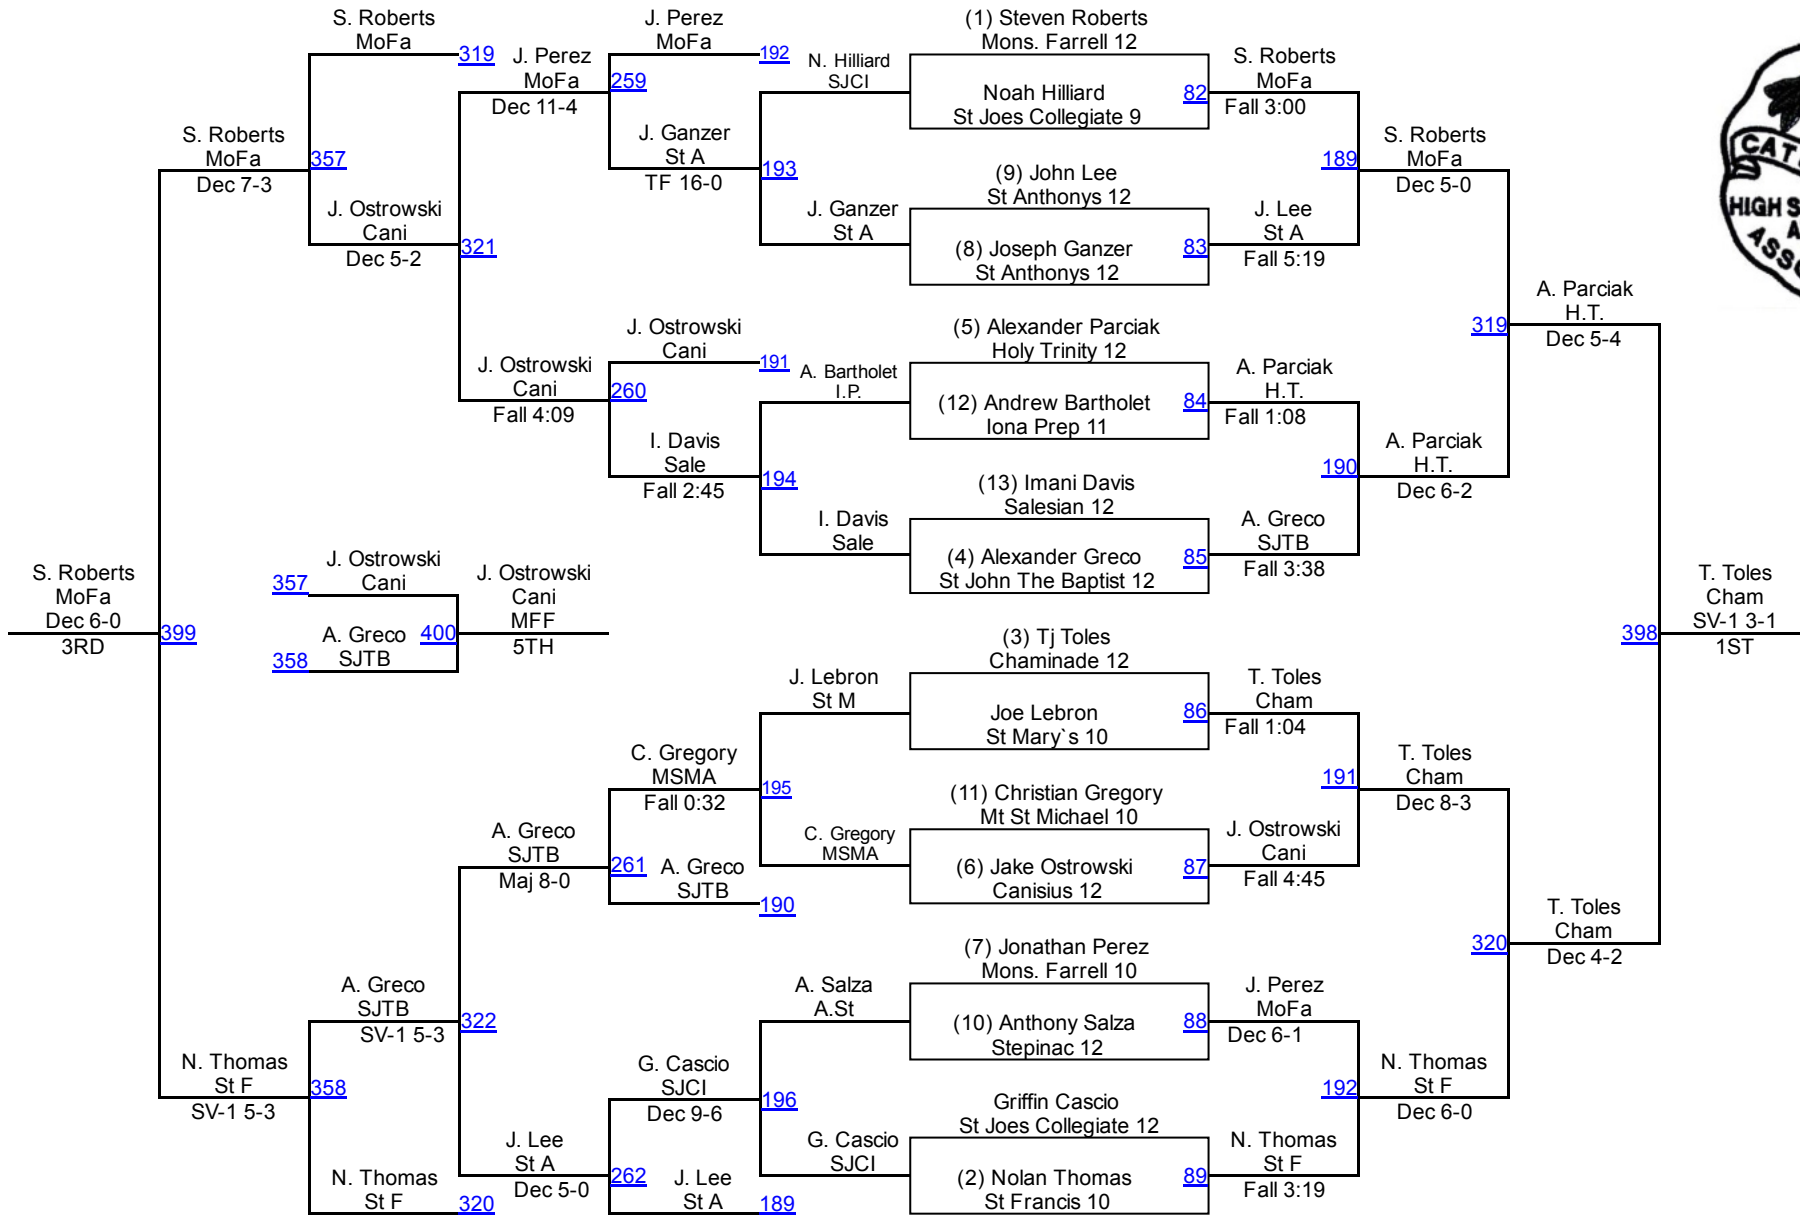 S. Roberts
MoFa
319
J. Perez
MoFa
Dec 11-4
J. Perez
MoFa
192
259
N. Hilliard
SJCI
(1) Steven Roberts
Mons. Farrell 12
Noah Hilliard
St Joes Collegiate 9
82
S. Roberts
MoFa
Fall 3:00
S. Roberts
MoFa
Dec 7-3
357
J. Ganzer
St A
TF 16-0
193
(9) John Lee
St Anthonys 12
189
S. Roberts
MoFa
Dec 5-0
J. Ostrowski
Cani
Dec 5-2
321
J. Ganzer
St A
(8) Joseph Ganzer
St Anthonys 12
83
J. Lee
St A
Fall 5:19
J. Ostrowski
Cani
Fall 4:09
J. Ostrowski
Cani
191
260
A. Bartholet
I.P.
(5) Alexander Parciak
Holy Trinity 12
(12) Andrew Bartholet
Iona Prep 11
84
A. Parciak
H.T.
Fall 1:08
319
A. Parciak
H.T.
Dec 5-4
I. Davis
Sale
Fall 2:45
194
(13) Imani Davis
Salesian 12
190
A. Parciak
H.T.
Dec 6-2
I. Davis
Sale
(4) Alexander Greco
St John The Baptist 12
85
A. Greco
SJTB
Fall 3:38
S. Roberts
MoFa
Dec 6-0
3RD
399
357
J. Ostrowski
Cani
358
A. Greco
SJTB
400
J. Ostrowski
Cani
MFF
5TH
398
T. Toles
Cham
SV-1 3-1
1ST
J. Lebron
St M
(3) Tj Toles
Chaminade 12
Joe Lebron
St Mary`s 10
86
T. Toles
Cham
Fall 1:04
C. Gregory
MSMA
Fall 0:32
195
(11) Christian Gregory
Mt St Michael 10
191
T. Toles
Cham
Dec 8-3
A. Greco
SJTB
Maj 8-0
261
A. Greco
SJTB
190
C. Gregory
MSMA
(6) Jake Ostrowski
Canisius 12
87
J. Ostrowski
Cani
Fall 4:45
320
T. Toles
Cham
Dec 4-2
A. Greco
SJTB
SV-1 5-3
322
A. Salza
A.St
(7) Jonathan Perez
Mons. Farrell 10
(10) Anthony Salza
Stepinac 12
88
J. Perez
MoFa
Dec 6-1
N. Thomas
St F
SV-1 5-3
358
G. Cascio
SJCI
Dec 9-6
196
Griffin Cascio
St Joes Collegiate 12
192
N. Thomas
St F
Dec 6-0
N. Thomas
St F
320
J. Lee
St A
Dec 5-0
262
J. Lee
St A
189
G. Cascio
SJCI
(2) Nolan Thomas
St Francis 10
89
N. Thomas
St F
Fall 3:19